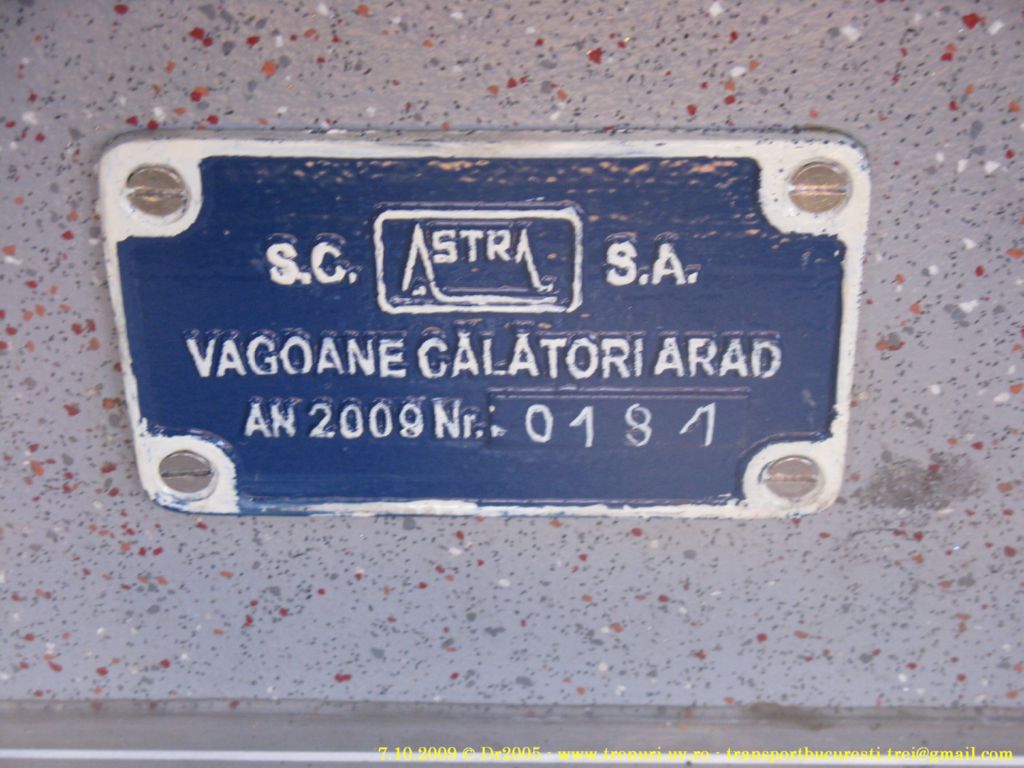 S.C. ASTRA S.A.
VAGOANE CĂLĂTORI ARAD
AN 2009 Nr.: 0181
7.10.2009 © Dr2005 - www.trenuri-vv.ro - transportbucuresti.trei@gmail.com